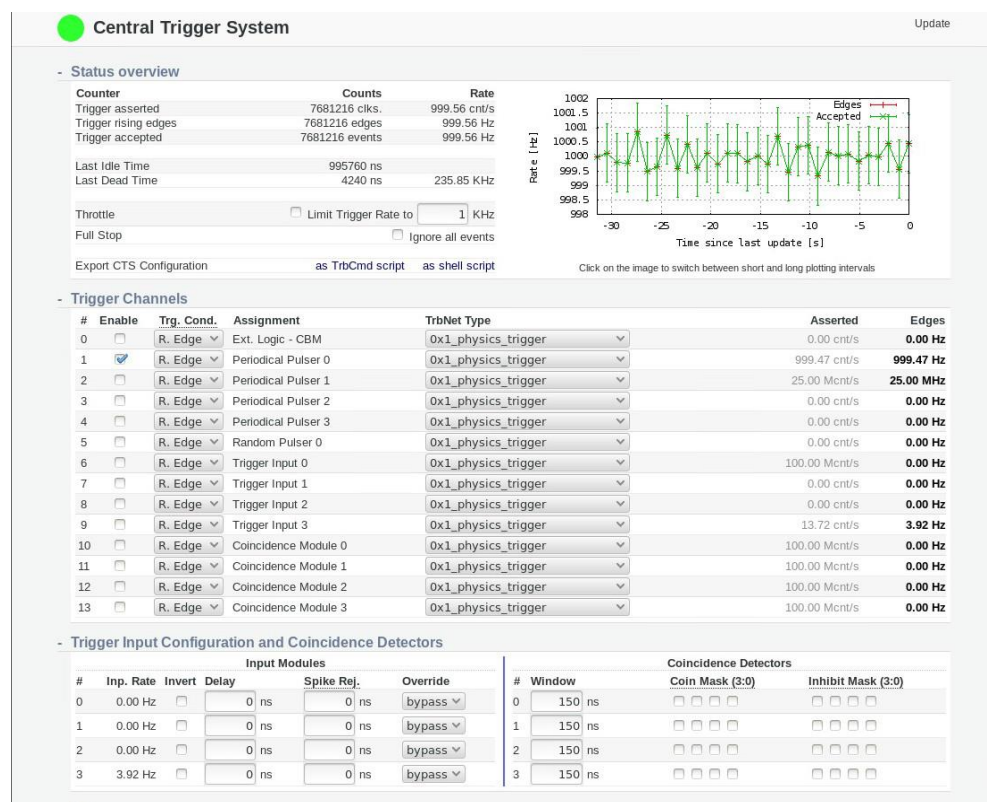 Central Trigger System
Update
- Status overview
Counter Counts Rate
Trigger asserted 7681216 clks. 999.56 cnt/s
Trigger rising edges 7681216 edges 999.56 Hz
Trigger accepted 7681216 events 999.56 Hz
Last Idle Time 995760 ns
Last Dead Time 4240 ns 235.85 KHz
Throttle Limit Trigger Rate to 1 KHz
Full Stop Ignore all events
Export CTS Configuration as TrbCmd script as shell script
Rate [Hz]
1002
1001.5
1001
1000.5
1000
999.5
999
998.5
998
Edges
Accepted
-30 -25 -20 -15 -10 -5 0
Time since last update [s]
Click on the image to switch between short and long plotting intervals
- Trigger Channels
# Enable Trg. Cond. Assignment TrbNet Type Asserted Edges
0 R. Edge Ext. Logic - CBM 0x1_physics_trigger 0.00 cnt/s 0.00 Hz
1 R. Edge Periodical Pulser 0 0x1_physics_trigger 999.47 cnt/s 999.47 Hz
2 R. Edge Periodical Pulser 1 0x1_physics_trigger 25.00 Mcnt/s 25.00 MHz
3 R. Edge Periodical Pulser 2 0x1_physics_trigger 0.00 cnt/s 0.00 Hz
4 R. Edge Periodical Pulser 3 0x1_physics_trigger 0.00 cnt/s 0.00 Hz
5 R. Edge Random Pulser 0 0x1_physics_trigger 0.00 cnt/s 0.00 Hz
6 R. Edge Trigger Input 0 0x1_physics_trigger 100.00 Mcnt/s 0.00 Hz
7 R. Edge Trigger Input 1 0x1_physics_trigger 0.00 cnt/s 0.00 Hz
8 R. Edge Trigger Input 2 0x1_physics_trigger 0.00 cnt/s 0.00 Hz
9 R. Edge Trigger Input 3 0x1_physics_trigger 13.72 cnt/s 3.92 Hz
10 R. Edge Coincidence Module 0 0x1_physics_trigger 100.00 Mcnt/s 0.00 Hz
11 R. Edge Coincidence Module 1 0x1_physics_trigger 100.00 Mcnt/s 0.00 Hz
12 R. Edge Coincidence Module 2 0x1_physics_trigger 100.00 Mcnt/s 0.00 Hz
13 R. Edge Coincidence Module 3 0x1_physics_trigger 100.00 Mcnt/s 0.00 Hz
- Trigger Input Configuration and Coincidence Detectors
Input Modules
# Inp. Rate Invert Delay Spike Rej. Override
0 0.00 Hz 0 ns 0 ns bypass
1 0.00 Hz 0 ns 0 ns bypass
2 0.00 Hz 0 ns 0 ns bypass
3 3.92 Hz 0 ns 0 ns bypass
Coincidence Detectors
# Window Coin Mask (3:0) Inhibit Mask (3:0)
0 150 ns
1 150 ns
2 150 ns
3 150 ns